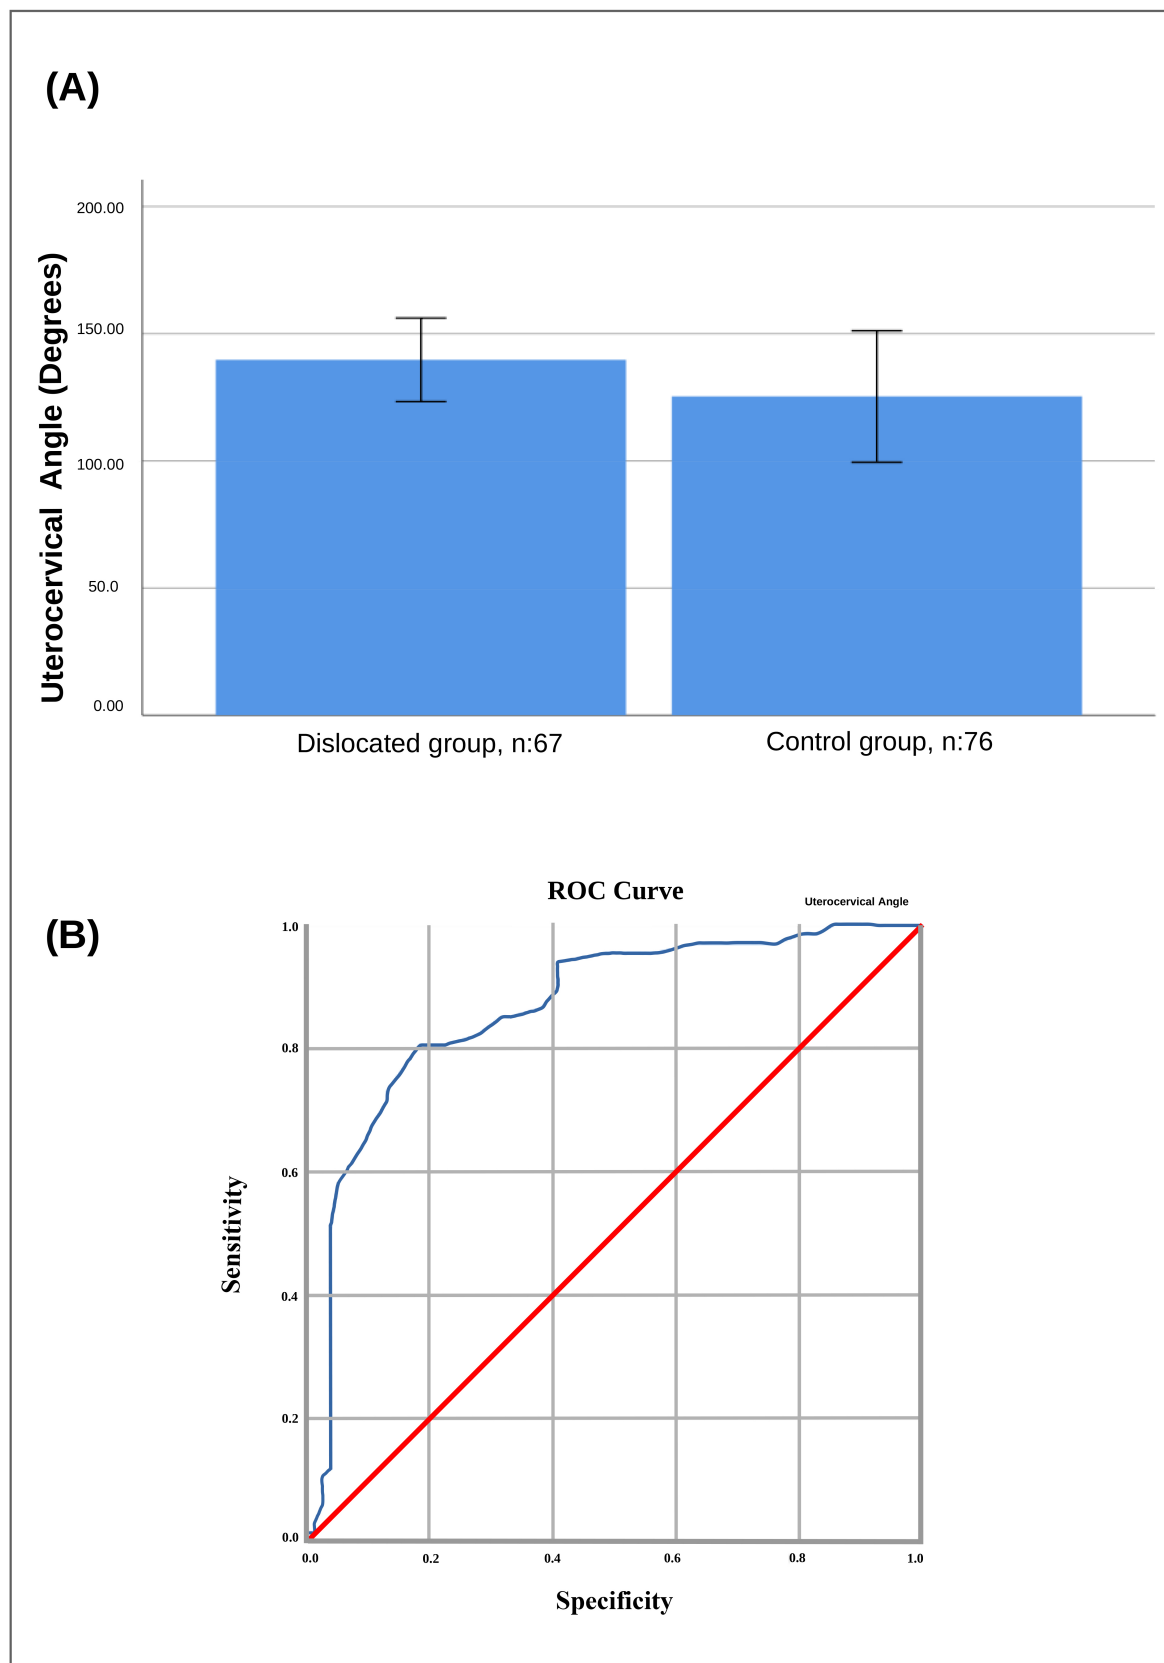 (A)
200.00
150.00
100.00
50.0
0.00
Uterocervical Angle (Degrees)
Dislocated group, n:67
Control group, n:76
(B)
ROC Curve
Uterocervical Angle
1.0
0.8
0.6
0.4
0.2
0.0
Sensitivity
0.0 0.2 0.4 0.6 0.8 1.0
Specificity